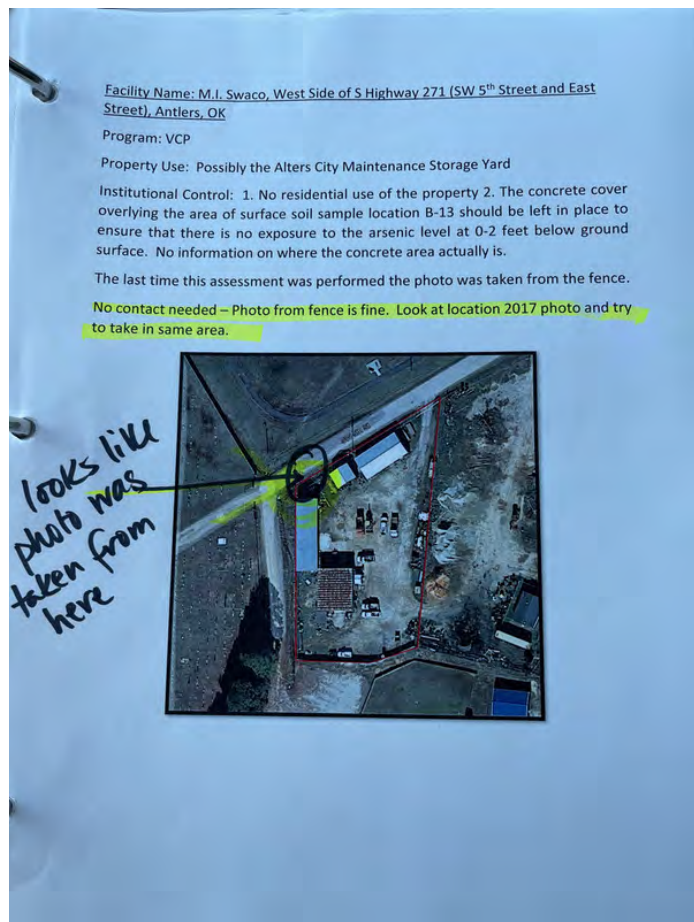 Facility Name: M.I. Swaco, West Side of S Highway 271 (SW 5th Street and East
Street), Antlers, OK
Program: VCP
Property Use: Possibly the Alters City Maintenance Storage Yard
Institutional Control: 1. No residential use of the property 2. The concrete cover
overlying the area of surface soil sample location B-13 should be left in place to
ensure that there is no exposure to the arsenic level at 0-2 feet below ground
surface. No information on where the concrete area actually is.
The last time this assessment was performed the photo was taken from the fence.
No contact needed – Photo from fence is fine. Look at location 2017 photo and try
to take in same area.
looks like
photo was
taken from
here